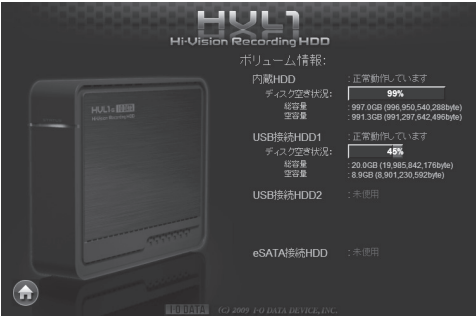 HVL1
Hi-Vision Recording HDD
ボリューム情報:
内蔵HDD : 正常動作しています
ディスク空き状況: 99%
総容量 : 997.0GB (996,950,540,288byte)
空容量 : 991.3GB (991,297,642,496byte)
USB接続HDD1 : 正常動作しています
ディスク空き状況: 45%
総容量 : 20.0GB (19,985,842,176byte)
空容量 : 8.9GB (8,901,230,592byte)
USB接続HDD2 : 未使用
eSATA接続HDD : 未使用
Hi-Vision Recording HDD
I-O DATA (C) 2009 I-O DATA DEVICE, INC.